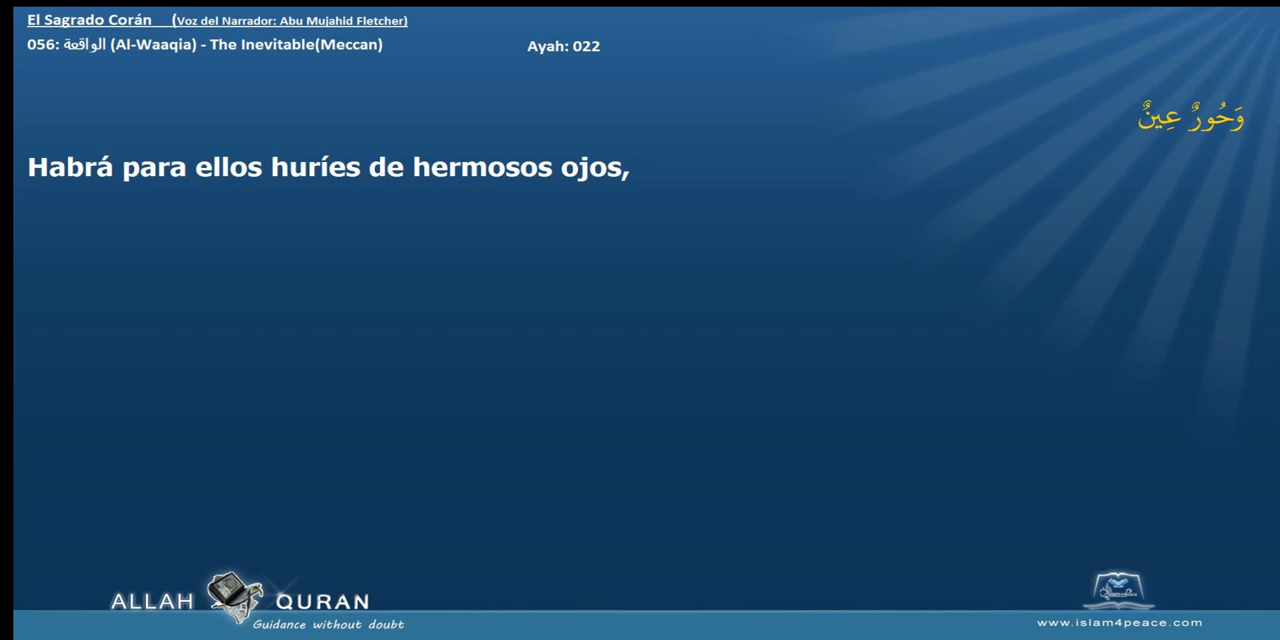 El Sagrado Corán (Voz del Narrador: Abu Mujahid Fletcher)
056: الواقعة (Al-Waaqia) - The Inevitable(Meccan) Ayah: 022
وَحُورٌ عِينٌ
Habrá para ellos huríes de hermosos ojos,
ALLAH QURAN
Guidance without doubt
www.islam4peace.com